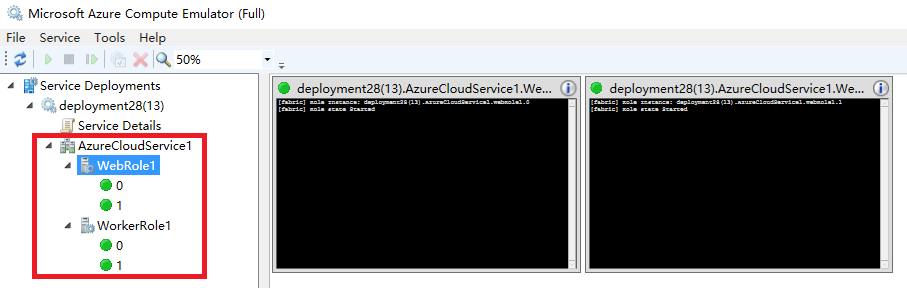 Microsoft Azure Compute Emulator (Full)
File Service Tools Help
50%
Service Deployments
deployment28(13)
Service Details
AzureCloudService1
WebRole1
0
1
WorkerRole1
0
1
deployment28(13).AzureCloudService1.We...
[fabric] Role Instance: deployment28(13).AzureCloudService1.WebRole1.0
[fabric] Role state Started
deployment28(13).AzureCloudService1.We...
[fabric] Role Instance: deployment28(13).AzureCloudService1.WebRole1.1
[fabric] Role state Started